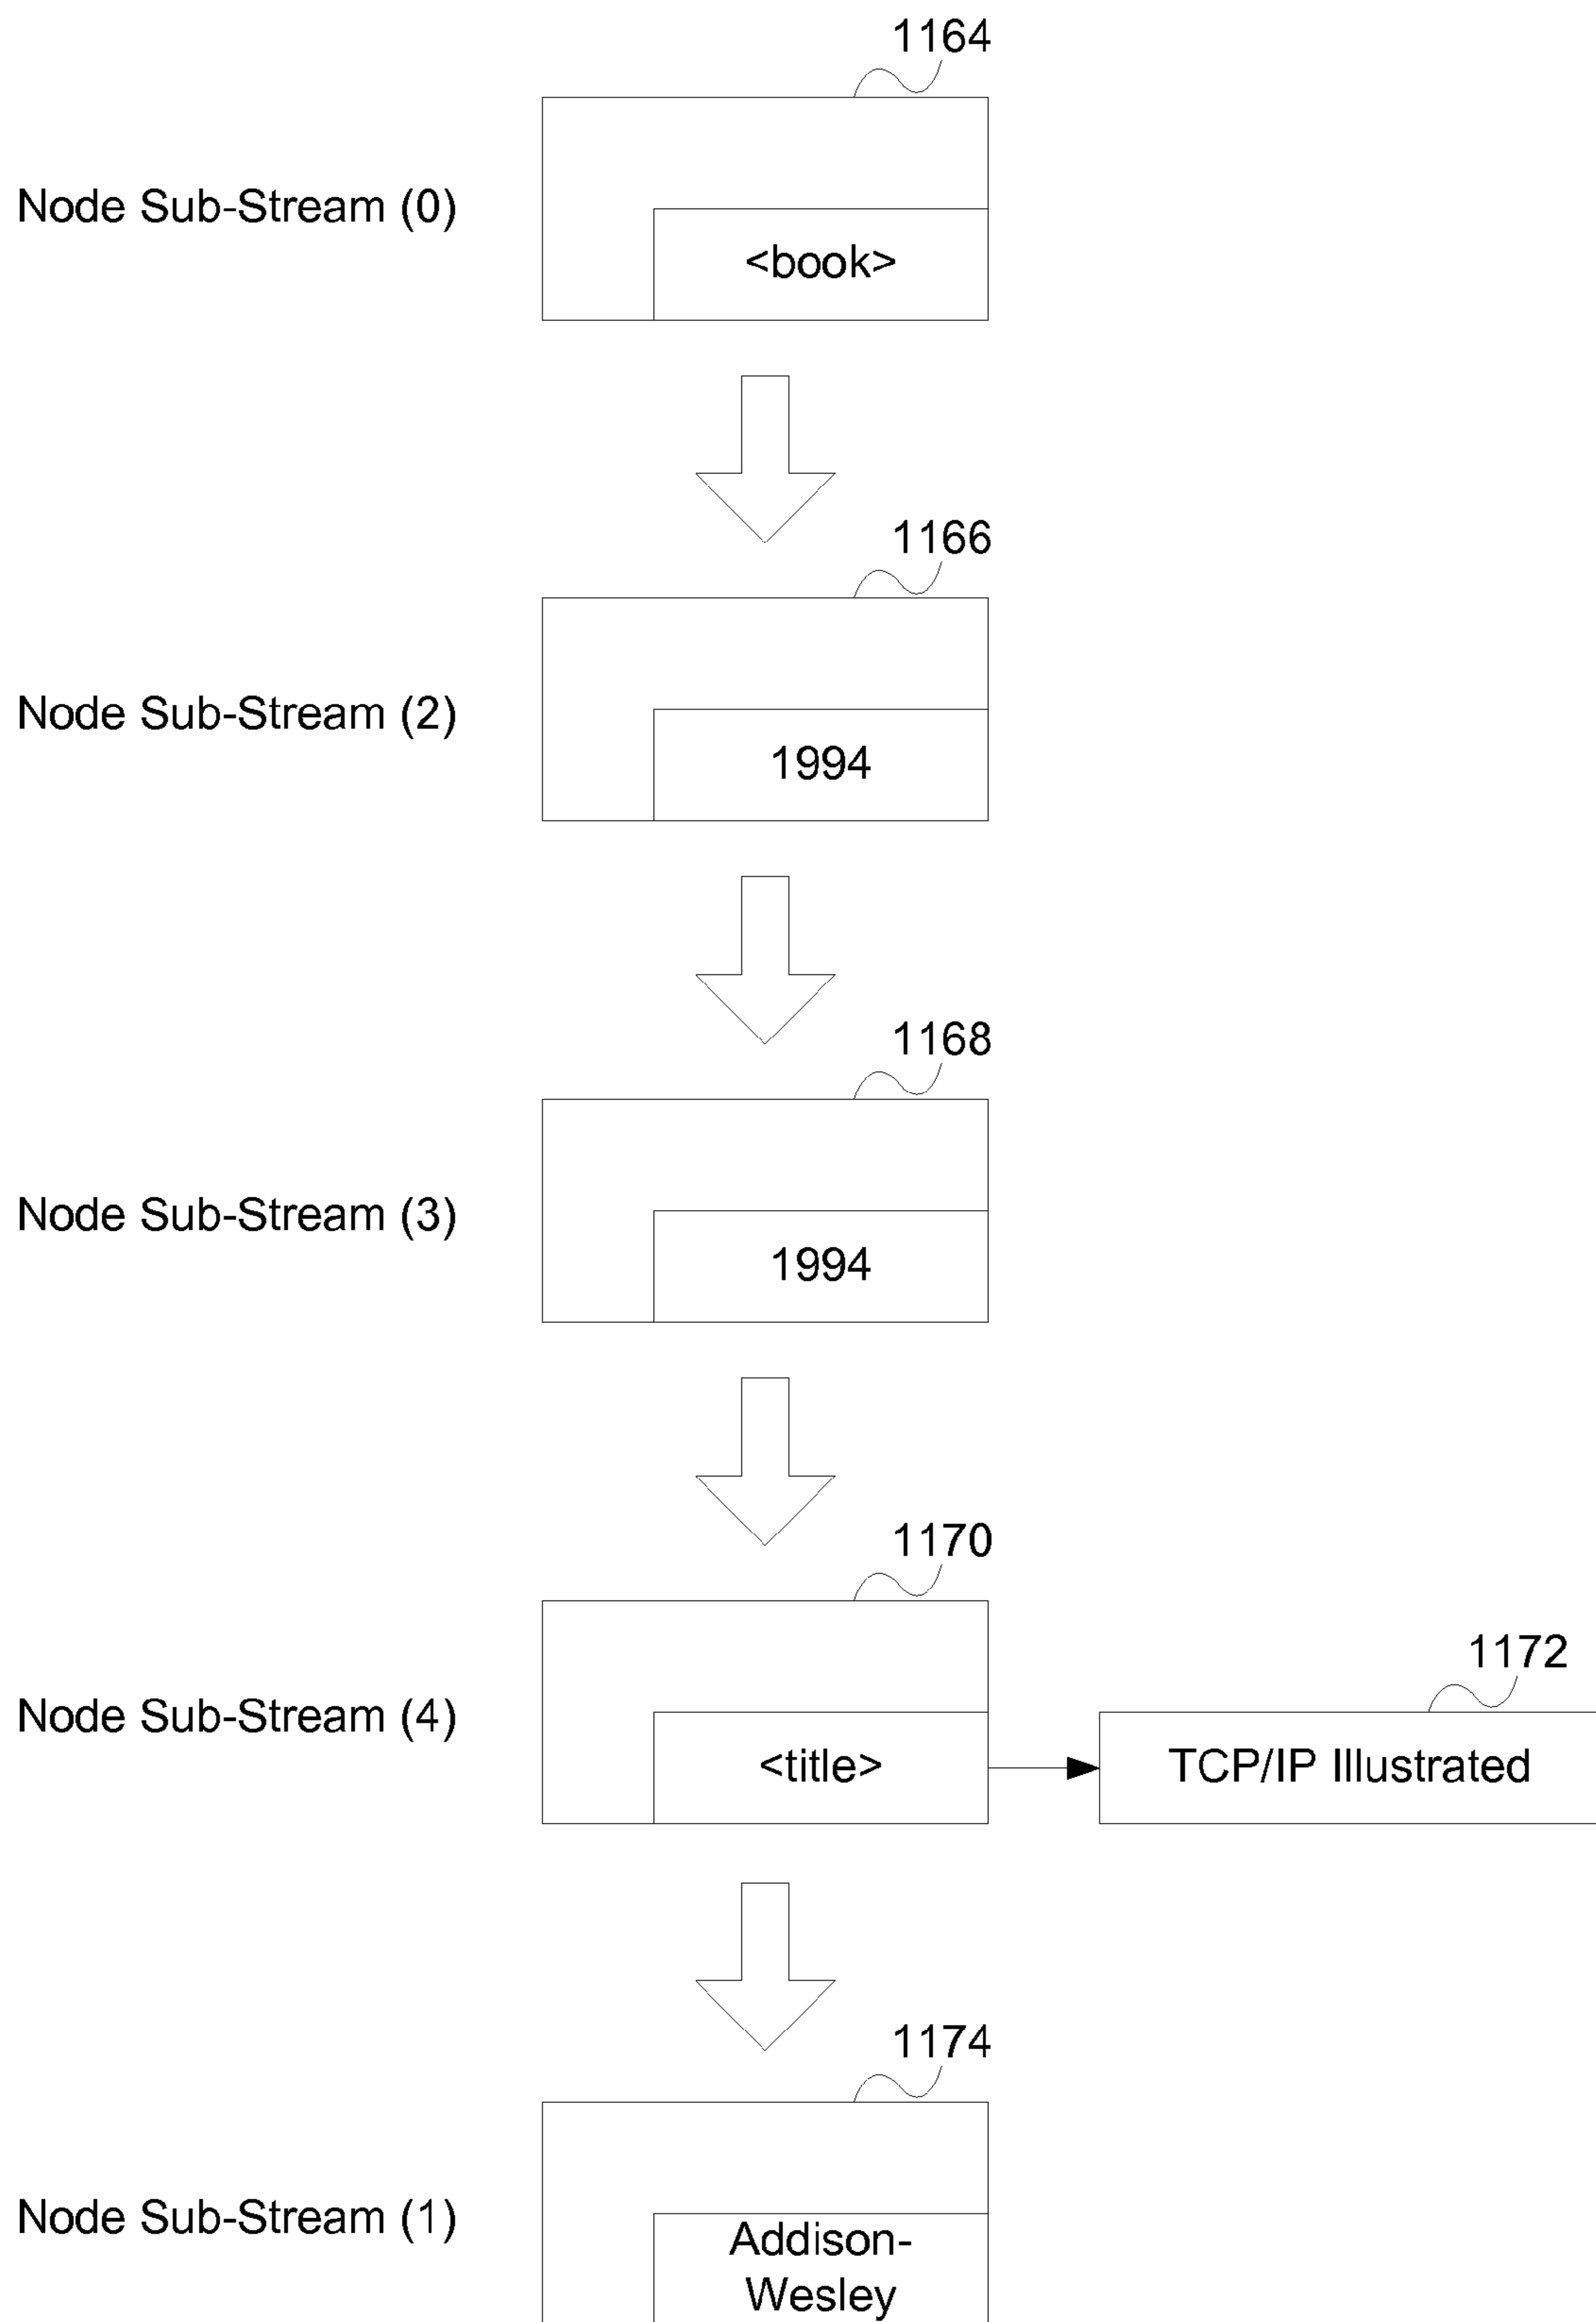 1164
Node Sub-Stream (0)
<book>
1166
Node Sub-Stream (2)
1994
1168
Node Sub-Stream (3)
1994
1170
1172
Node Sub-Stream (4)
<title>
TCP/IP Illustrated
1174
Node Sub-Stream (1)
Addison-
Wesley